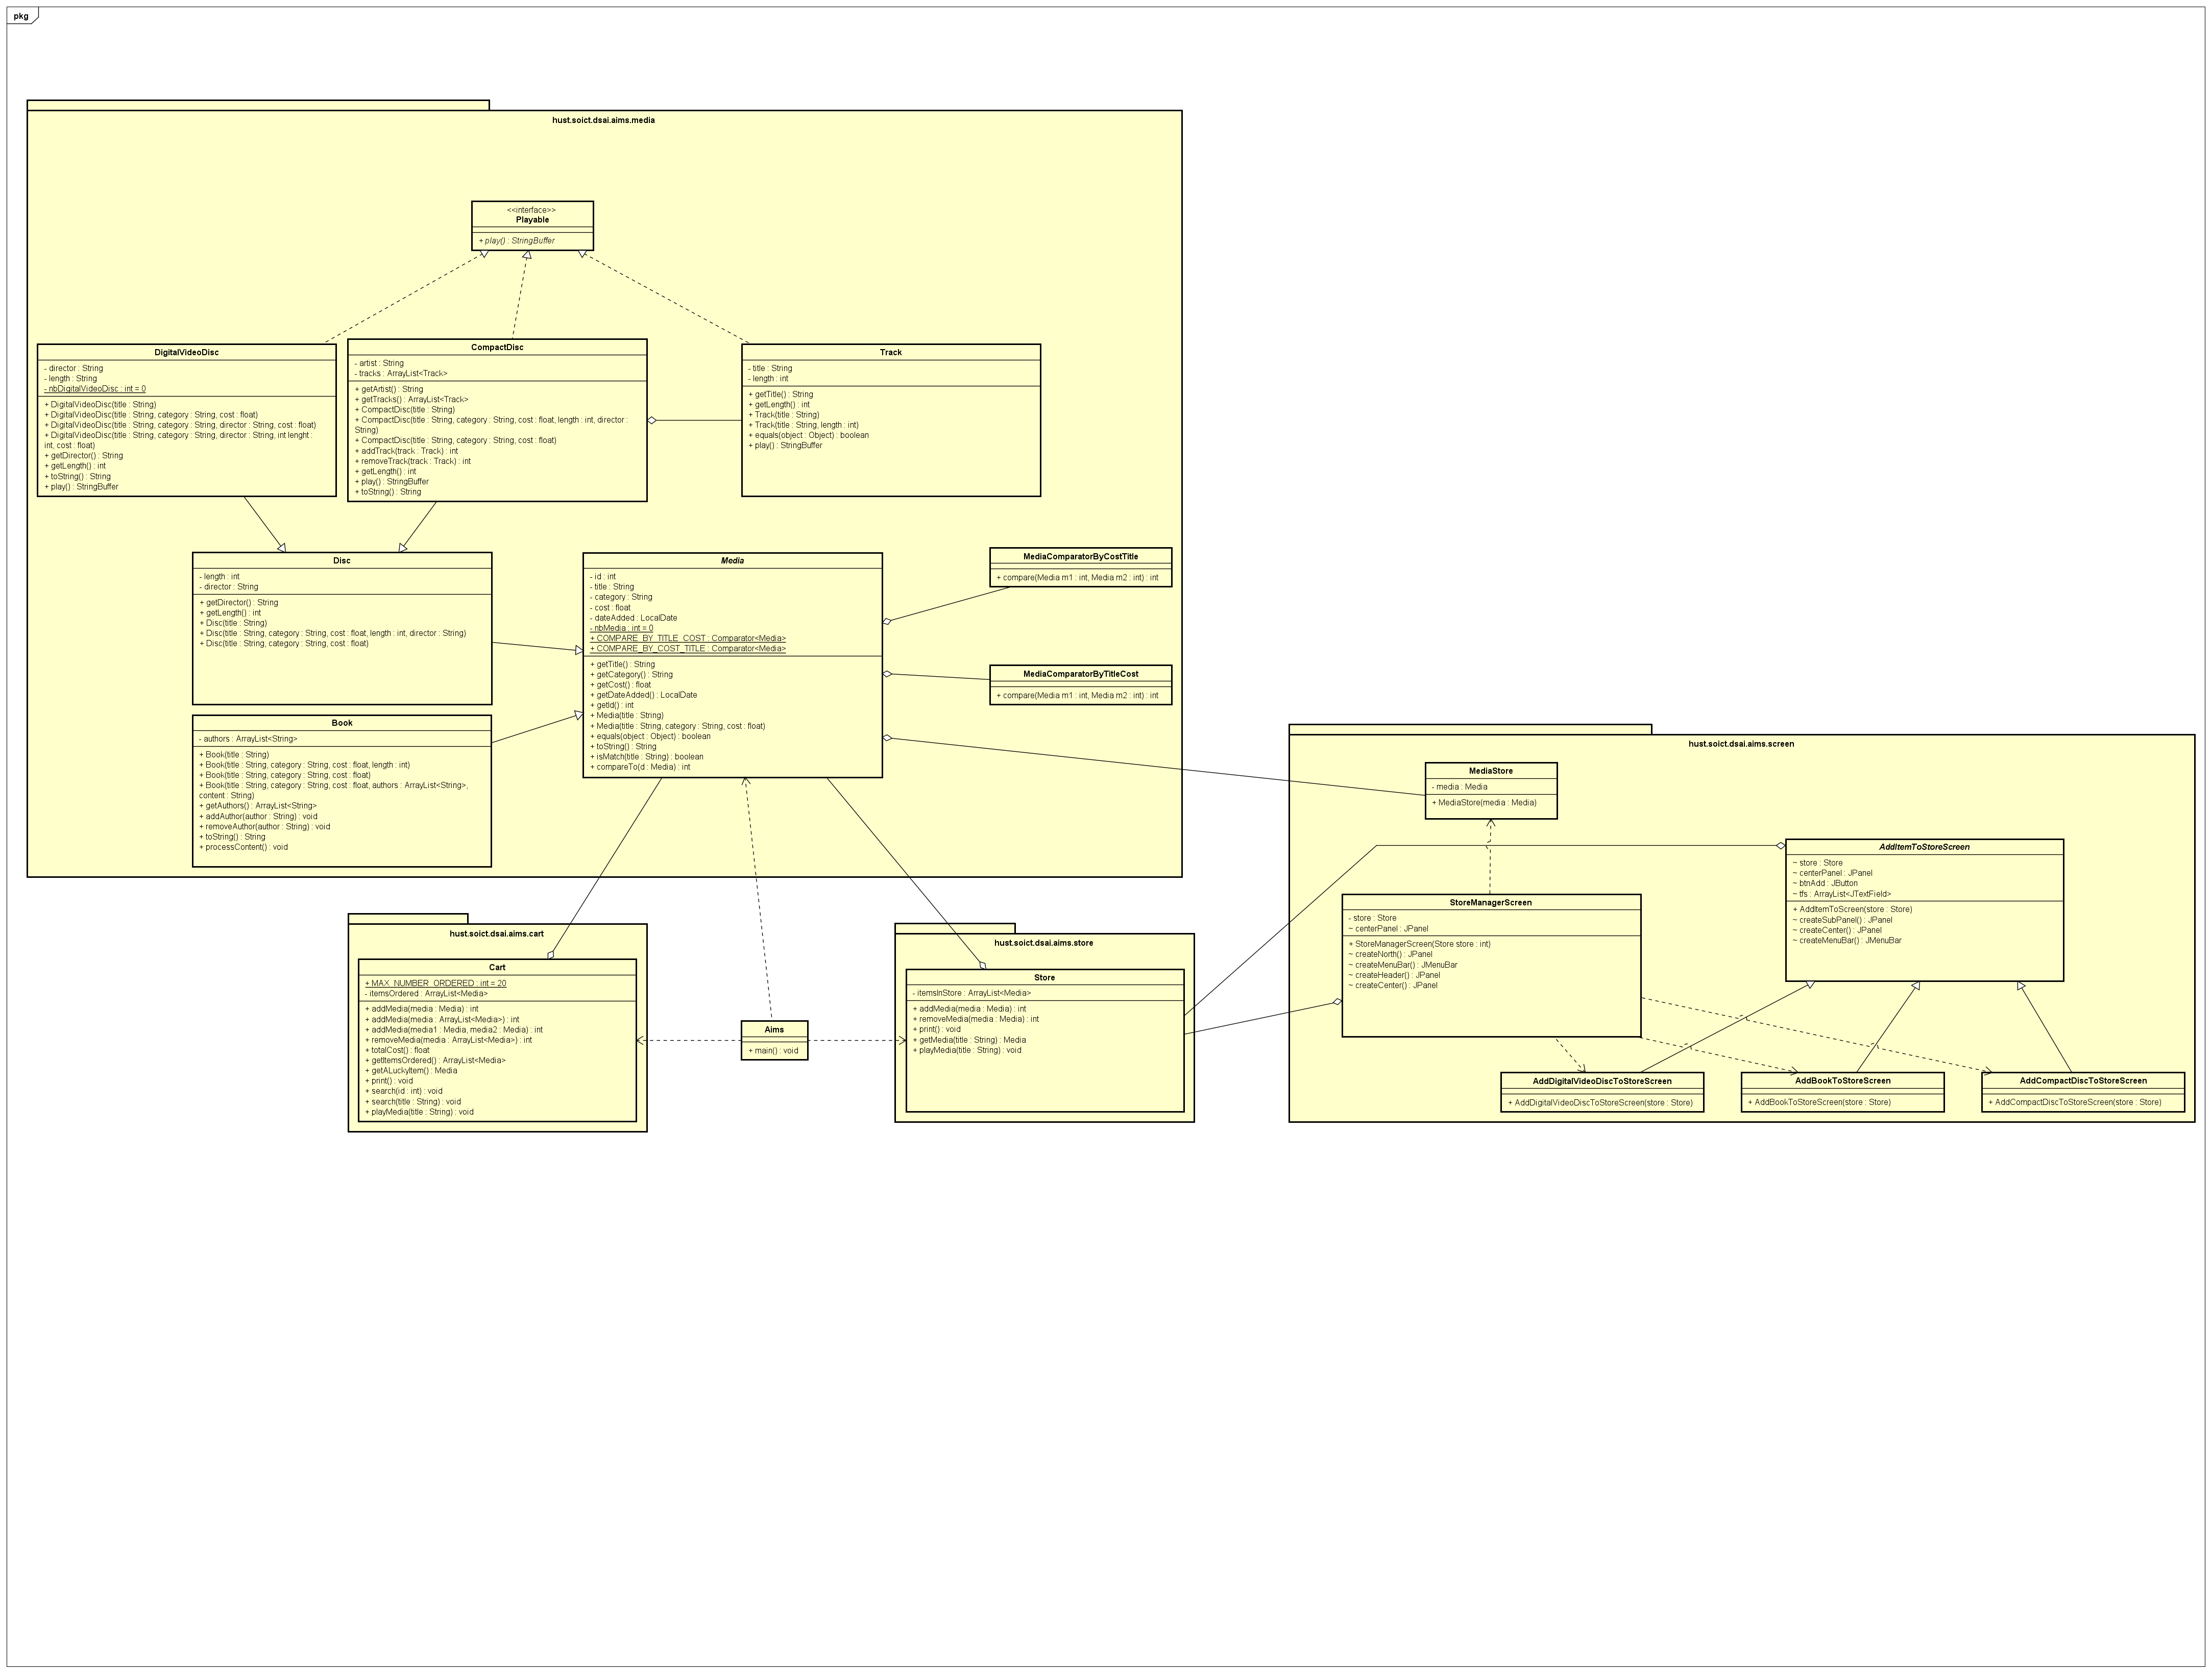 pkg
hust.soict.dsai.aims.media
<<interface>>
Playable
+ play() : StringBuffer
DigitalVideoDisc
- director : String
- length : String
- nbDigitalVideoDisc : int = 0
+ DigitalVideoDisc(title : String)
+ DigitalVideoDisc(title : String, category : String, cost : float)
+ DigitalVideoDisc(title : String, category : String, director : String, cost : float)
+ DigitalVideoDisc(title : String, category : String, director : String, int lenght :
int, cost : float)
+ getDirector() : String
+ getLength() : int
+ toString() : String
+ play() : StringBuffer
CompactDisc
- artist : String
- tracks : ArrayList<Track>
+ getArtist() : String
+ getTracks() : ArrayList<Track>
+ CompactDisc(title : String)
+ CompactDisc(title : String, category : String, cost : float, length : int, director :
String)
+ CompactDisc(title : String, category : String, cost : float)
+ addTrack(track : Track) : int
+ removeTrack(track : Track) : int
+ getLength() : int
+ play() : StringBuffer
+ toString() : String
Track
- title : String
- length : int
+ getTitle() : String
+ getLength() : int
+ Track(title : String)
+ Track(title : String, length : int)
+ equals(object : Object) : boolean
+ play() : StringBuffer
Disc
- length : int
- director : String
+ getDirector() : String
+ getLength() : int
+ Disc(title : String)
+ Disc(title : String, category : String, cost : float, length : int, director : String)
+ Disc(title : String, category : String, cost : float)
Media
- id : int
- title : String
- category : String
- cost : float
- dateAdded : LocalDate
- nbMedia : int = 0
+ COMPARE_BY_TITLE_COST : Comparator<Media>
+ COMPARE_BY_COST_TITLE : Comparator<Media>
+ getTitle() : String
+ getCategory() : String
+ getCost() : float
+ getDateAdded() : LocalDate
+ getId() : int
+ Media(title : String)
+ Media(title : String, category : String, cost : float)
+ equals(object : Object) : boolean
+ toString() : String
+ isMatch(title : String) : boolean
+ compareTo(d : Media) : int
MediaComparatorByCostTitle
+ compare(Media m1 : int, Media m2 : int) : int
MediaComparatorByTitleCost
+ compare(Media m1 : int, Media m2 : int) : int
Book
- authors : ArrayList<String>
+ Book(title : String)
+ Book(title : String, category : String, cost : float, length : int)
+ Book(title : String, category : String, cost : float)
+ Book(title : String, category : String, cost : float, authors : ArrayList<String>,
content : String)
+ getAuthors() : ArrayList<String>
+ addAuthor(author : String) : void
+ removeAuthor(author : String) : void
+ toString() : String
+ processContent() : void
hust.soict.dsai.aims.cart
Cart
+ MAX_NUMBER_ORDERED : int = 20
- itemsOrdered : ArrayList<Media>
+ addMedia(media : Media) : int
+ addMedia(media : ArrayList<Media>) : int
+ addMedia(media1 : Media, media2 : Media) : int
+ removeMedia(media : ArrayList<Media>) : int
+ totalCost() : float
+ getItemsOrdered() : ArrayList<Media>
+ getALuckyItem() : Media
+ print() : void
+ search(id : int) : void
+ search(title : String) : void
+ playMedia(title : String) : void
Aims
+ main() : void
hust.soict.dsai.aims.store
Store
- itemsInStore : ArrayList<Media>
+ addMedia(media : Media) : int
+ removeMedia(media : Media) : int
+ print() : void
+ getMedia(title : String) : Media
+ playMedia(title : String) : void
hust.soict.dsai.aims.screen
MediaStore
- media : Media
+ MediaStore(media : Media)
StoreManagerScreen
- store : Store
~ centerPanel : JPanel
+ StoreManagerScreen(Store store : int)
~ createNorth() : JPanel
~ createMenuBar() : JMenuBar
~ createHeader() : JPanel
~ createCenter() : JPanel
AddItemToStoreScreen
~ store : Store
~ centerPanel : JPanel
~ btnAdd : JButton
~ tfs : ArrayList<JTextField>
+ AddItemToScreen(store : Store)
~ createSubPanel() : JPanel
~ createCenter() : JPanel
~ createMenuBar() : JMenuBar
AddDigitalVideoDiscToStoreScreen
+ AddDigitalVideoDiscToStoreScreen(store : Store)
AddBookToStoreScreen
+ AddBookToStoreScreen(store : Store)
AddCompactDiscToStoreScreen
+ AddCompactDiscToStoreScreen(store : Store)